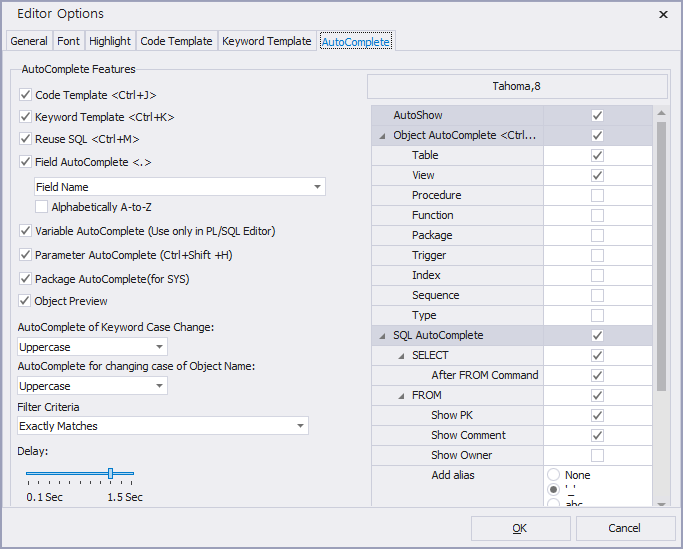 Editor Options
General
Font
Highlight
Code Template
Keyword Template
AutoComplete
AutoComplete Features
Code Template <Ctrl+J>
Keyword Template <Ctrl+K>
Reuse SQL <Ctrl+M>
Field AutoComplete <.>
Field Name
Alphabetically A-to-Z
Variable AutoComplete (Use only in PL/SQL Editor)
Parameter AutoComplete (Ctrl+Shift +H)
Package AutoComplete(for SYS)
Object Preview
AutoComplete of Keyword Case Change:
Uppercase
AutoComplete for changing case of Object Name:
Uppercase
Filter Criteria
Exactly Matches
Delay:
0.1 Sec
1.5 Sec
Tahoma,8
AutoShow
Object AutoComplete <Ctrl...
Table
View
Procedure
Function
Package
Trigger
Index
Sequence
Type
SQL AutoComplete
SELECT
After FROM Command
FROM
Show PK
Show Comment
Show Owner
Add alias
None
'_'
abc
OK
Cancel